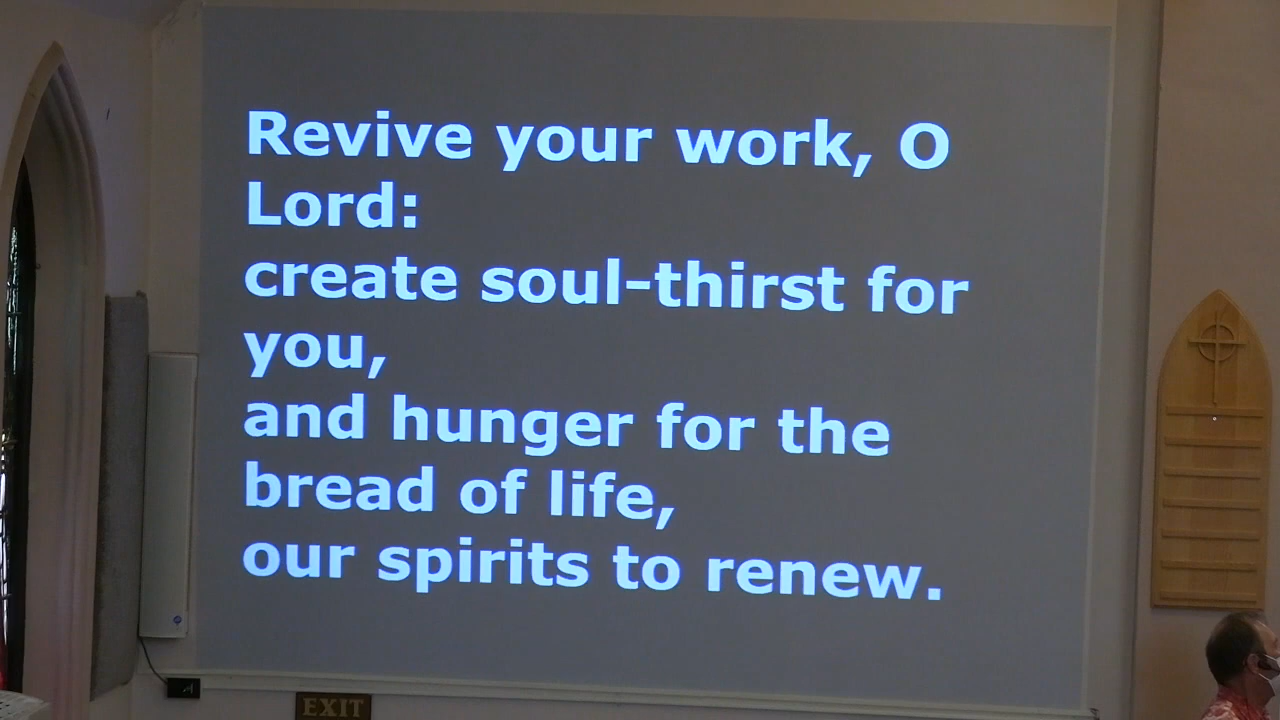 Revive your work, O
Lord:
create soul-thirst for
you,
and hunger for the
bread of life,
our spirits to renew.
EXIT